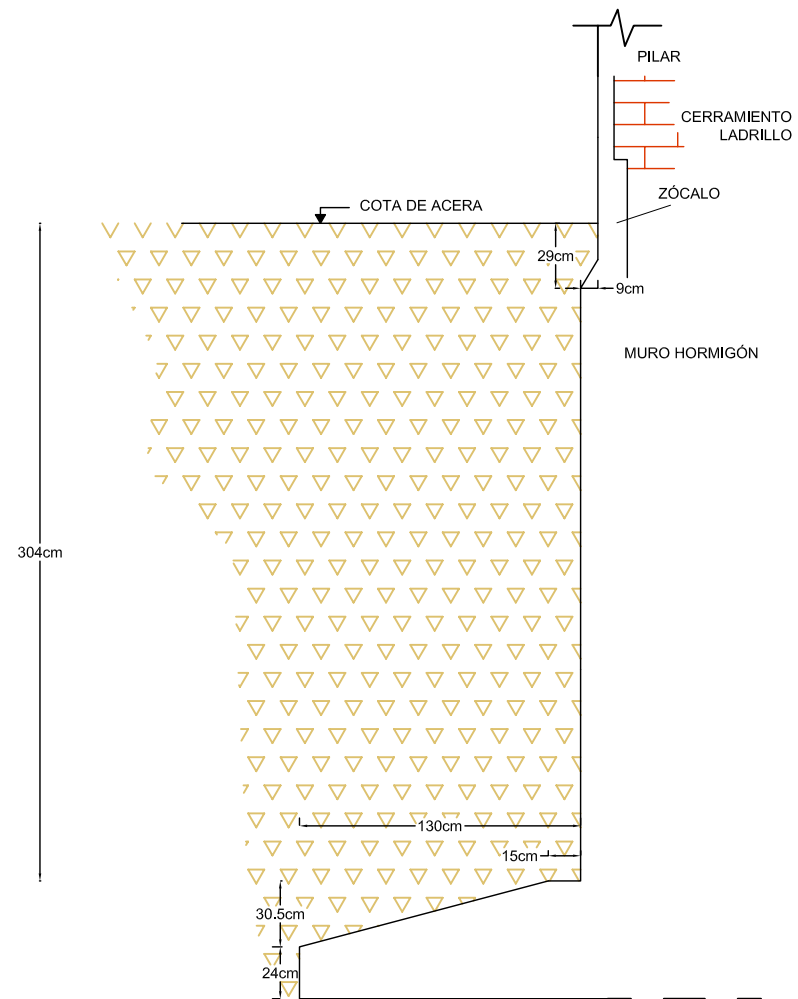 PILAR
CERRAMIENTO
LADRILLO
ZÓCALO
COTA DE ACERA
29cm
9cm
MURO HORMIGÓN
304cm
130cm
15cm
30.5cm
24cm